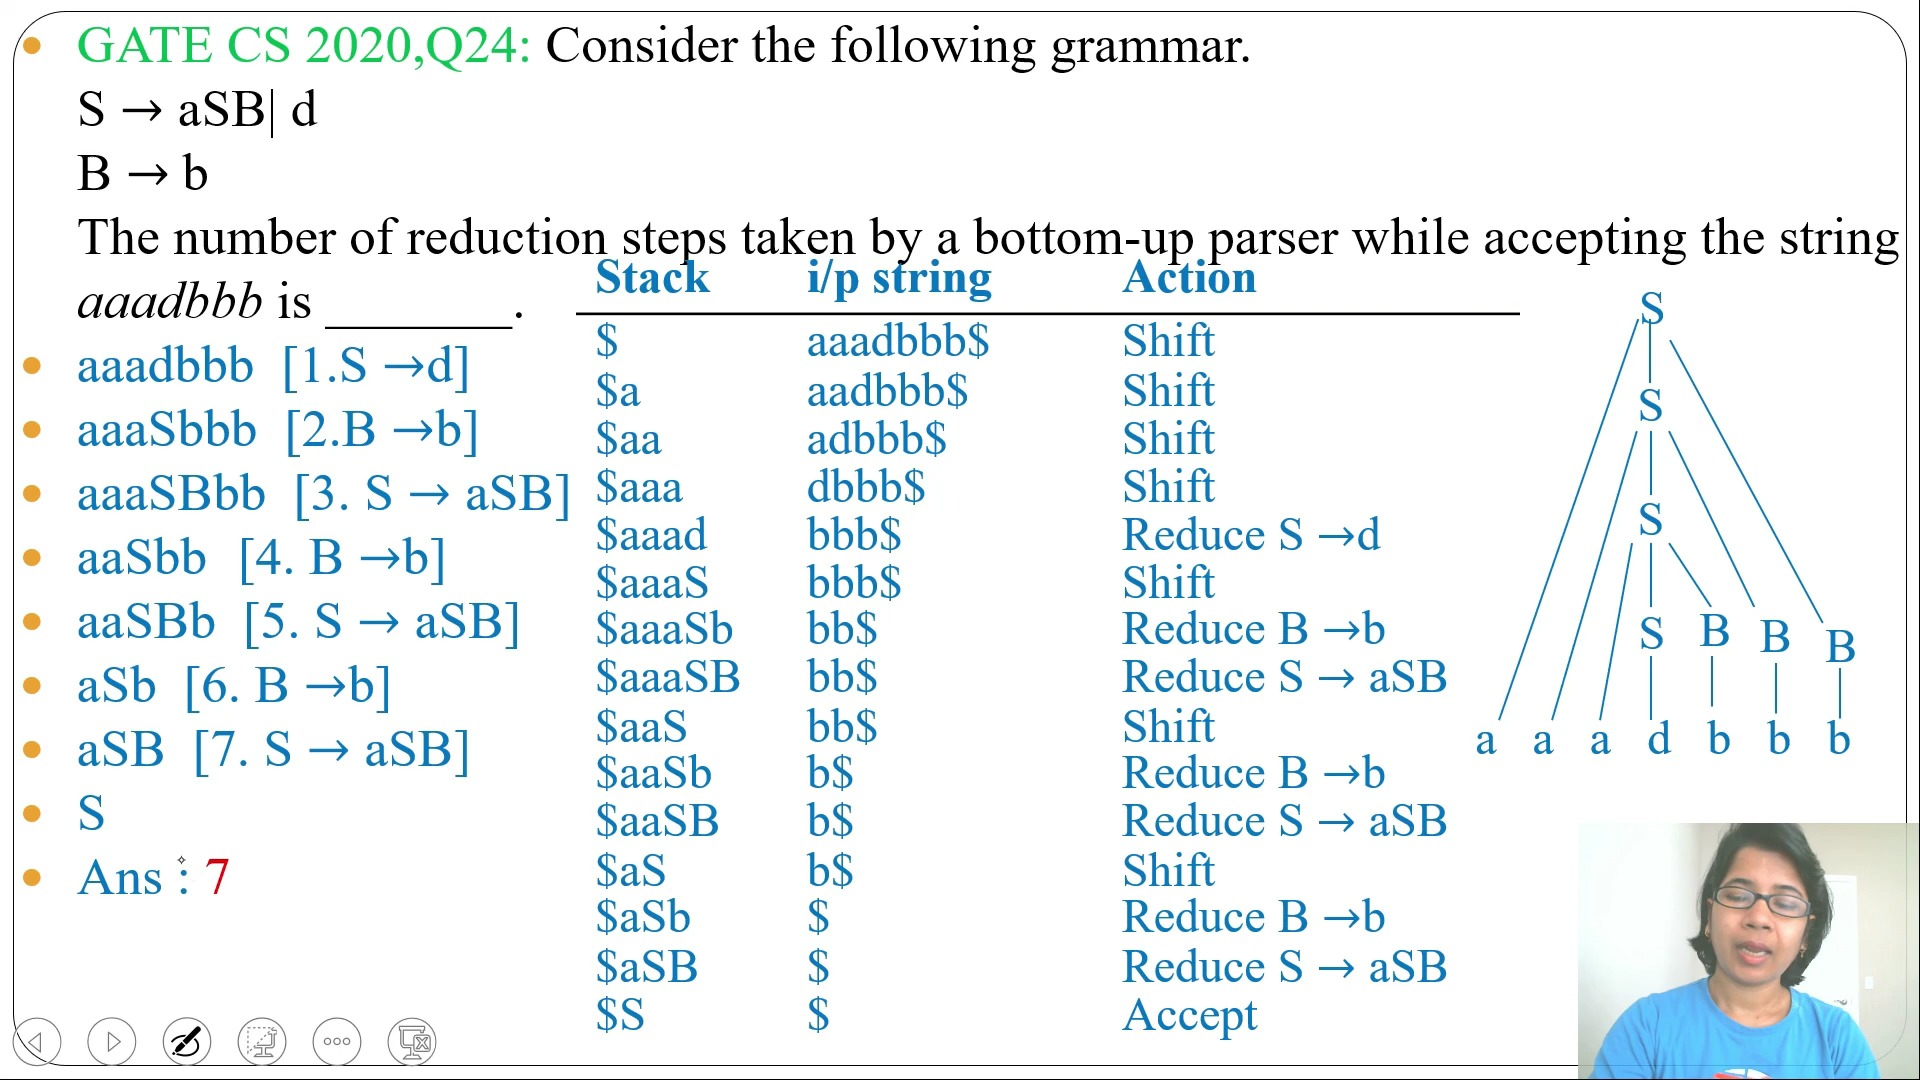 GATE CS 2020,Q24: Consider the following grammar.
S → aSB| d
B → b
The number of reduction steps taken by a bottom-up parser while accepting the string
aaadbbb is _______.
aaadbbb [1.S →d]
aaaSbbb [2.B →b]
aaaSBbb [3. S → aSB]
aaSbb [4. B →b]
aaSBb [5. S → aSB]
aSb [6. B →b]
aSB [7. S → aSB]
S
Ans : 7
Stack i/p string Action
$ aaadbbb$ Shift
$a aadbbb$ Shift
$aa adbbb$ Shift
$aaa dbbb$ Shift
$aaad bbb$ Reduce S →d
$aaaS bbb$ Shift
$aaaSb bb$ Reduce B →b
$aaaSB bb$ Reduce S → aSB
$aaS bb$ Shift
$aaSb b$ Reduce B →b
$aaSB b$ Reduce S → aSB
$aS b$ Shift
$aSb $ Reduce B →b
$aSB $ Reduce S → aSB
$S $ Accept
S
S
S
S B B B
a a a d b b b